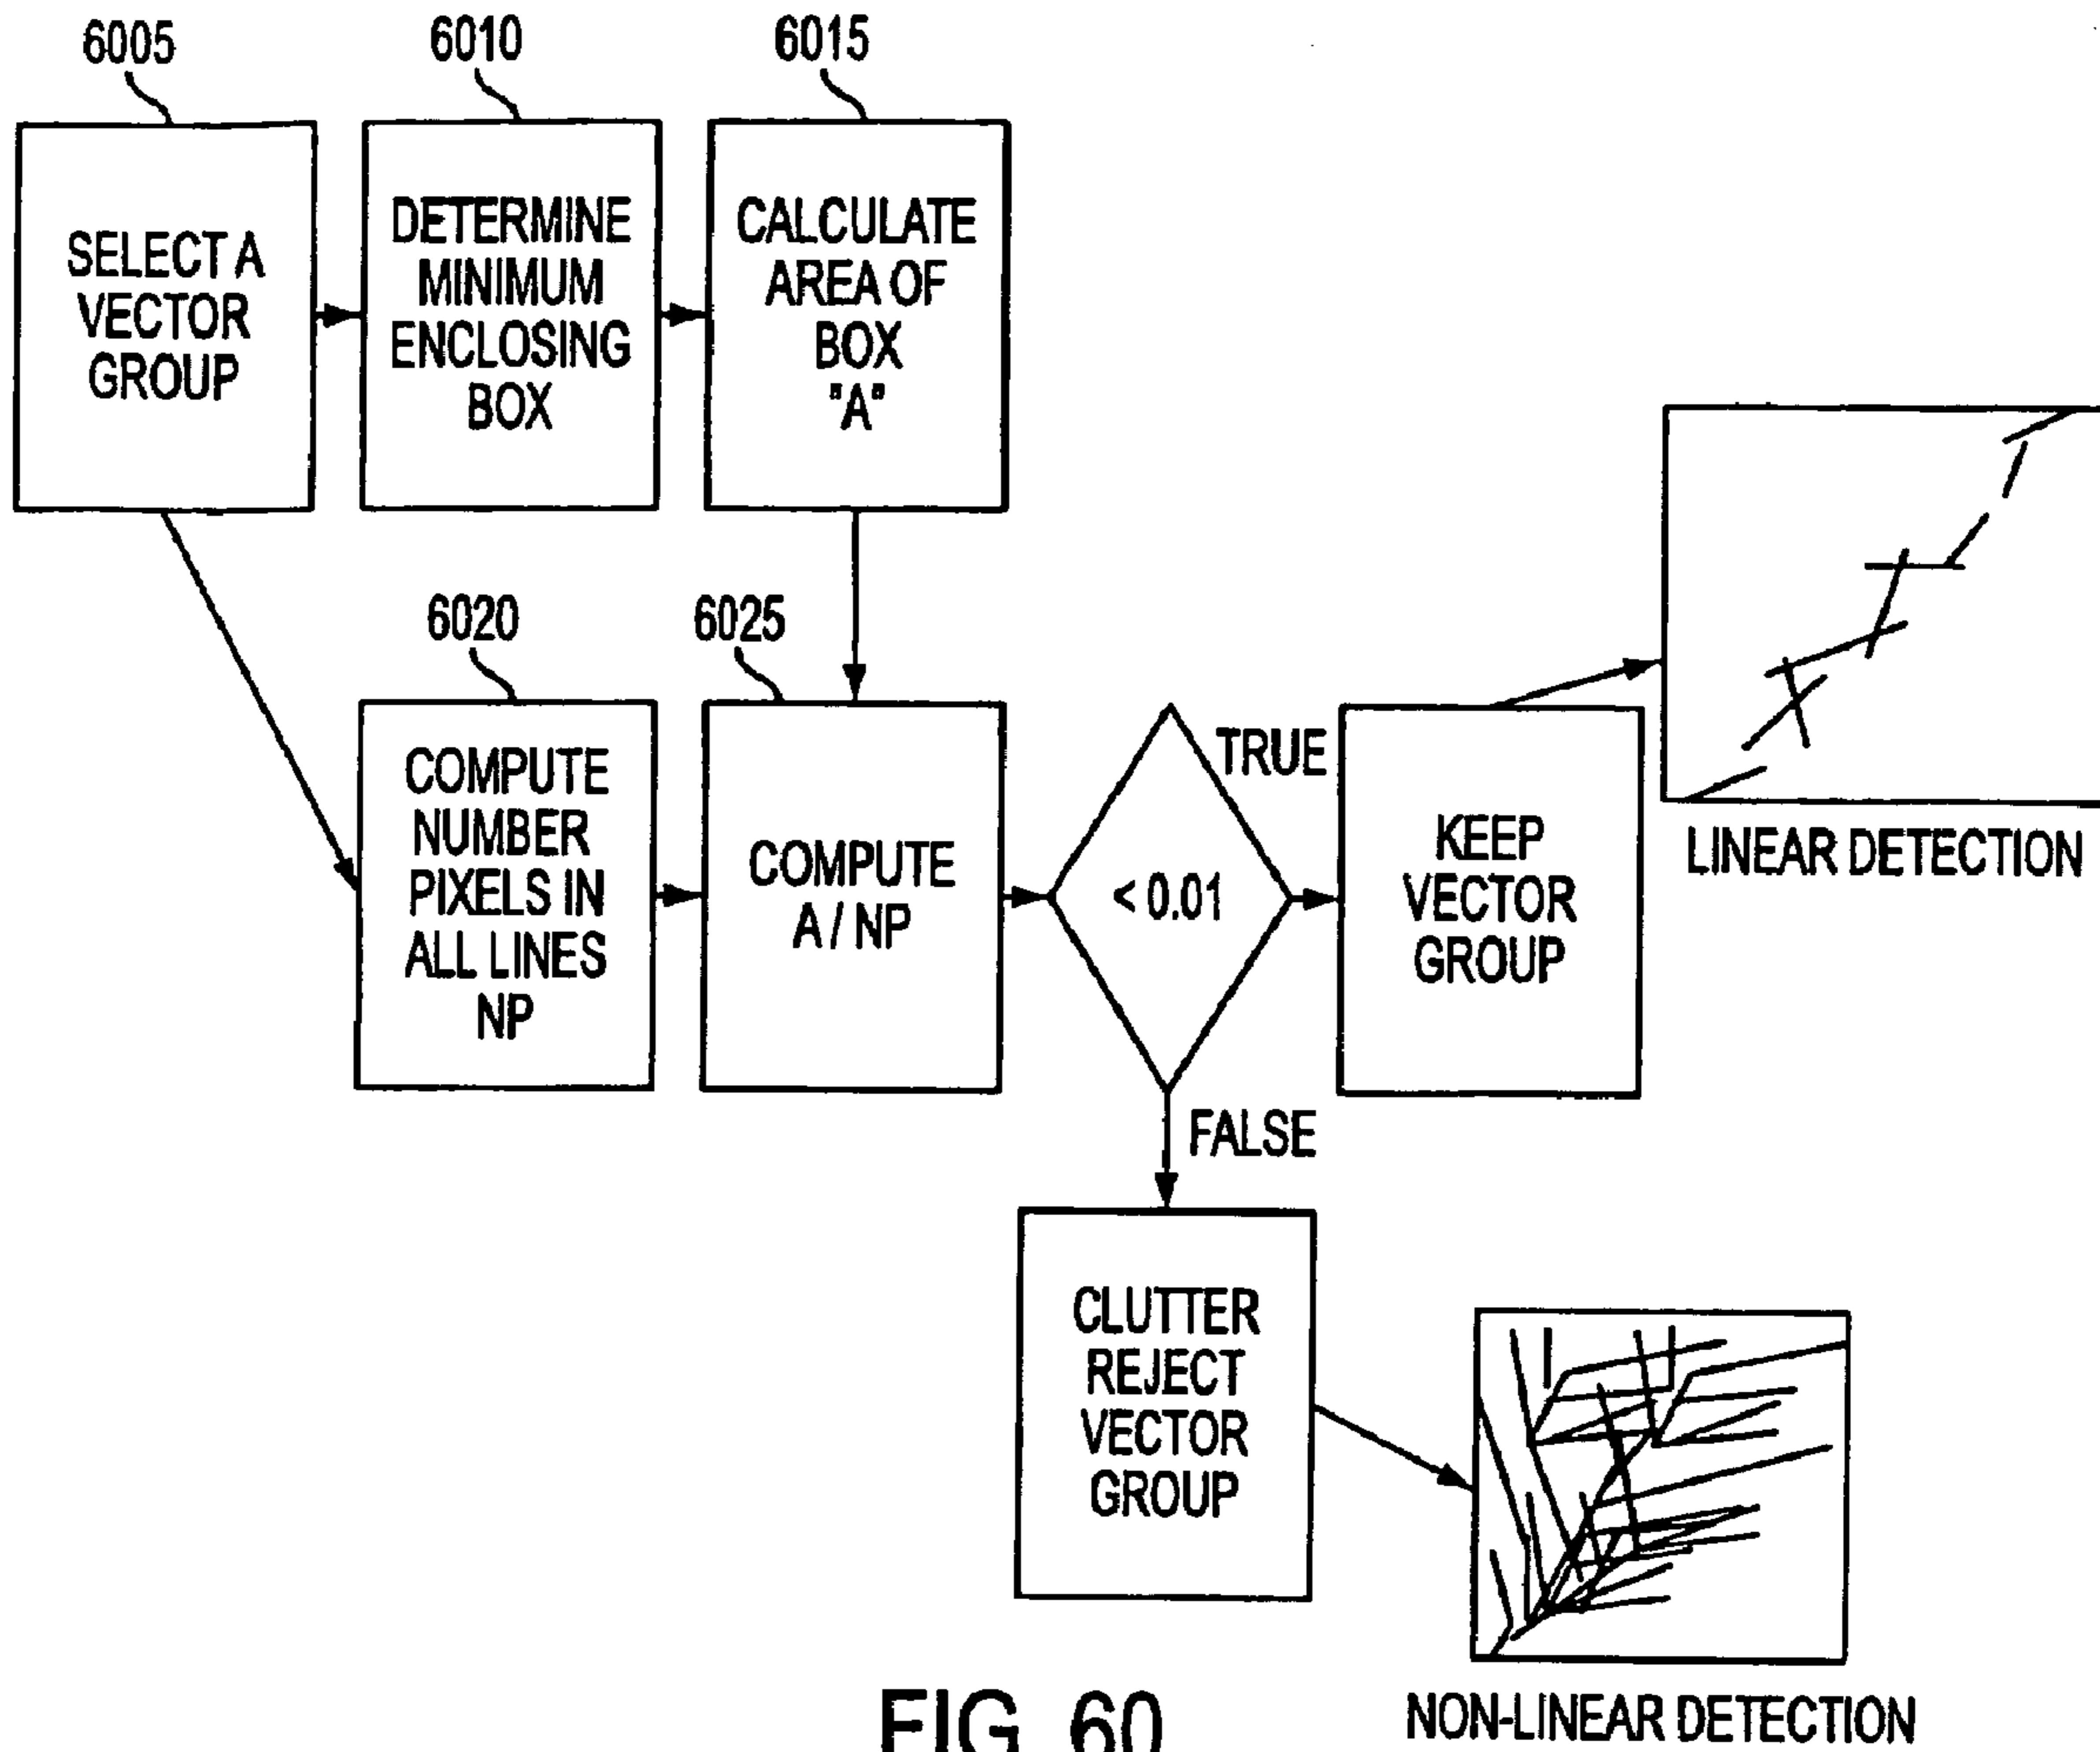 6005
6010
6015
SELECT A
VECTOR
GROUP
DETERMINE
MINIMUM
ENCLOSING
BOX
CALCULATE
AREA OF
BOX
"A"
6020
6025
COMPUTE
NUMBER
PIXELS IN
ALL LINES
NP
COMPUTE
A / NP
< 0.01
TRUE
KEEP
VECTOR
GROUP
LINEAR DETECTION
FALSE
CLUTTER
REJECT
VECTOR
GROUP
NON-LINEAR DETECTION
FIG. 60